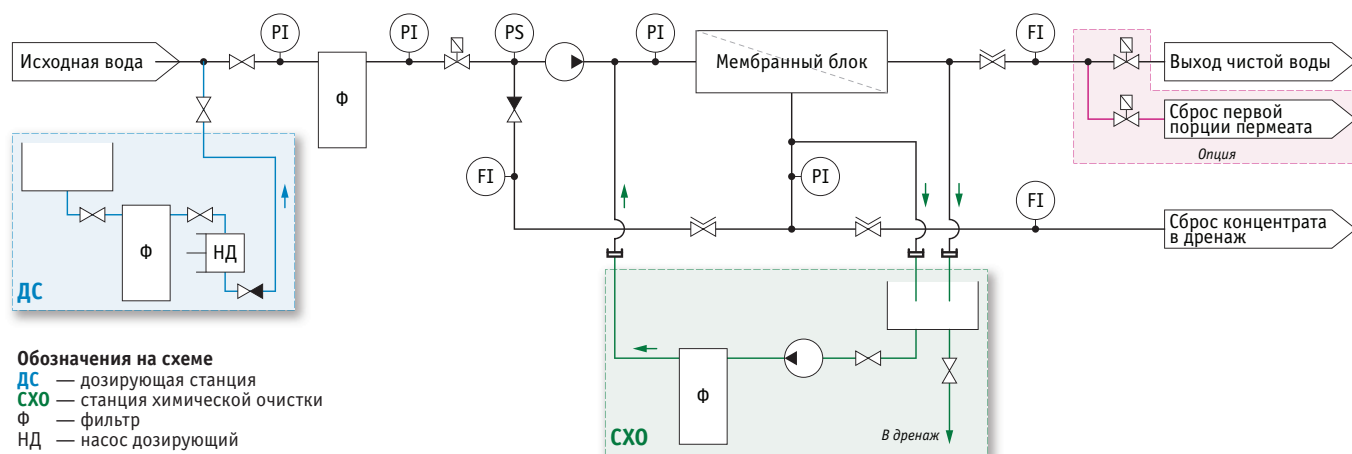 Исходная вода
PI
PI
PS
PI
Мембранный блок
FI
Выход чистой воды
Ф
Сброс первой
порции пермеата
Опция
FI
PI
FI
Сброс концентрата
в дренаж
Ф
НД
ДС
Ф
СХО
В дренаж
Обозначения на схеме
ДС — дозирующая станция
СХО — станция химической очистки
Ф — фильтр
НД — насос дозирующий